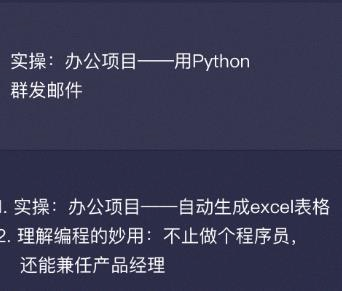 实操：办公项目——用Python
群发邮件
1. 实操：办公项目——自动生成excel表格
2. 理解编程的妙用：不止做个程序员，
还能兼任产品经理